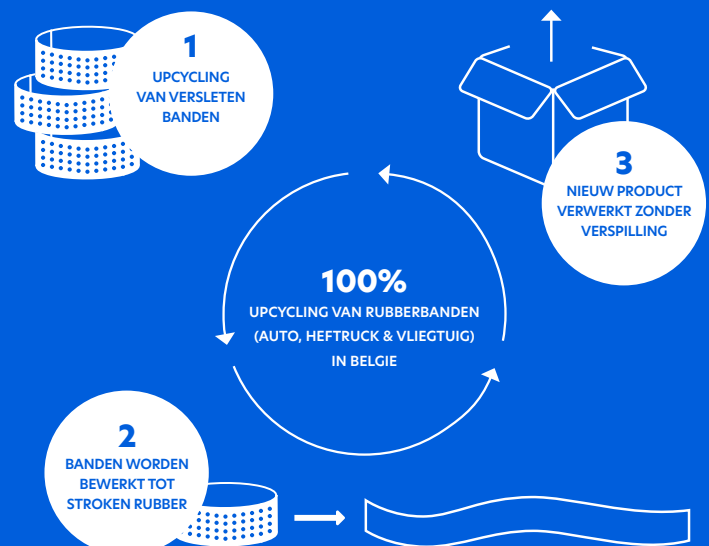 1
UPCYCLING
VAN VERSLETEN
BANDEN
3
NIEUW PRODUCT
VERWERKT ZONDER
VERSPILLING
100%
UPCYCLING VAN RUBBERBANDEN
(AUTO, HEFTRUCK & VLIEGTUIG)
IN BELGIE
2
BANDEN WORDEN
BEWERKT TOT
STROKEN RUBBER